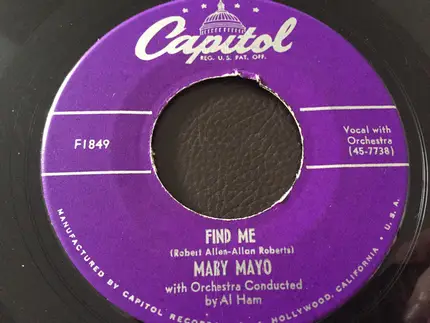 Capitol
REG. U. S. PAT. OFF.
F1849
Vocal with
Orchestra
(45-7738)
FIND ME
(Robert Allen-Allan Roberts)
MARY MAYO
with Orchestra Conducted
by Al Ham
MANUFACTURED BY CAPITOL RECORDS HOLLYWOOD, CALIFORNIA • U. S. A.